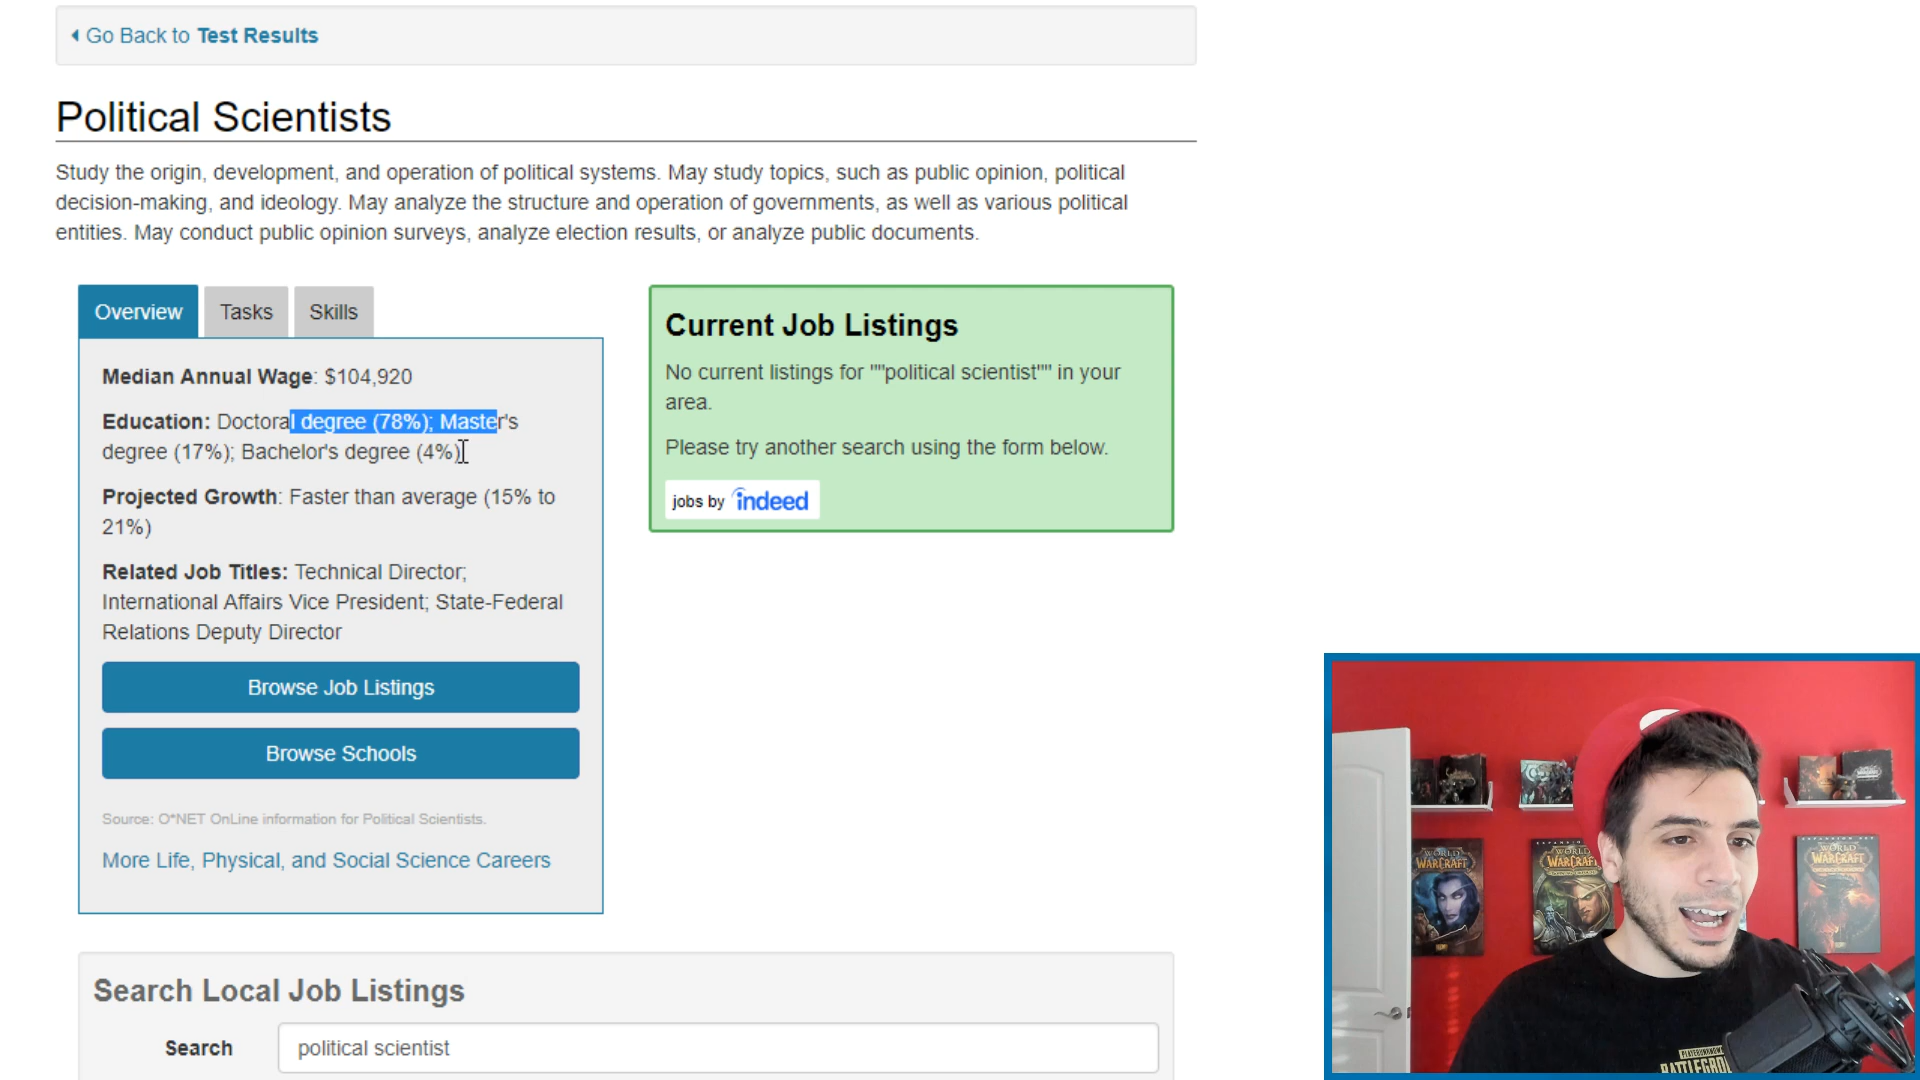 Go Back to Test Results
Political Scientists
Study the origin, development, and operation of political systems. May study topics, such as public opinion, political
decision-making, and ideology. May analyze the structure and operation of governments, as well as various political
entities. May conduct public opinion surveys, analyze election results, or analyze public documents.
Overview
Tasks
Skills
Median Annual Wage: $104,920
Education: Doctoral degree (78%); Master's
degree (17%); Bachelor's degree (4%)
Projected Growth: Faster than average (15% to
21%)
Related Job Titles: Technical Director;
International Affairs Vice President; State-Federal
Relations Deputy Director
Browse Job Listings
Browse Schools
Source: O*NET OnLine information for Political Scientists.
More Life, Physical, and Social Science Careers
Current Job Listings
No current listings for ""political scientist"" in your
area.
Please try another search using the form below.
jobs by indeed
Search Local Job Listings
Search
political scientist
WORLD
WARCRAFT
WORLD
WARCRAFT
WORLD
WARCRAFT